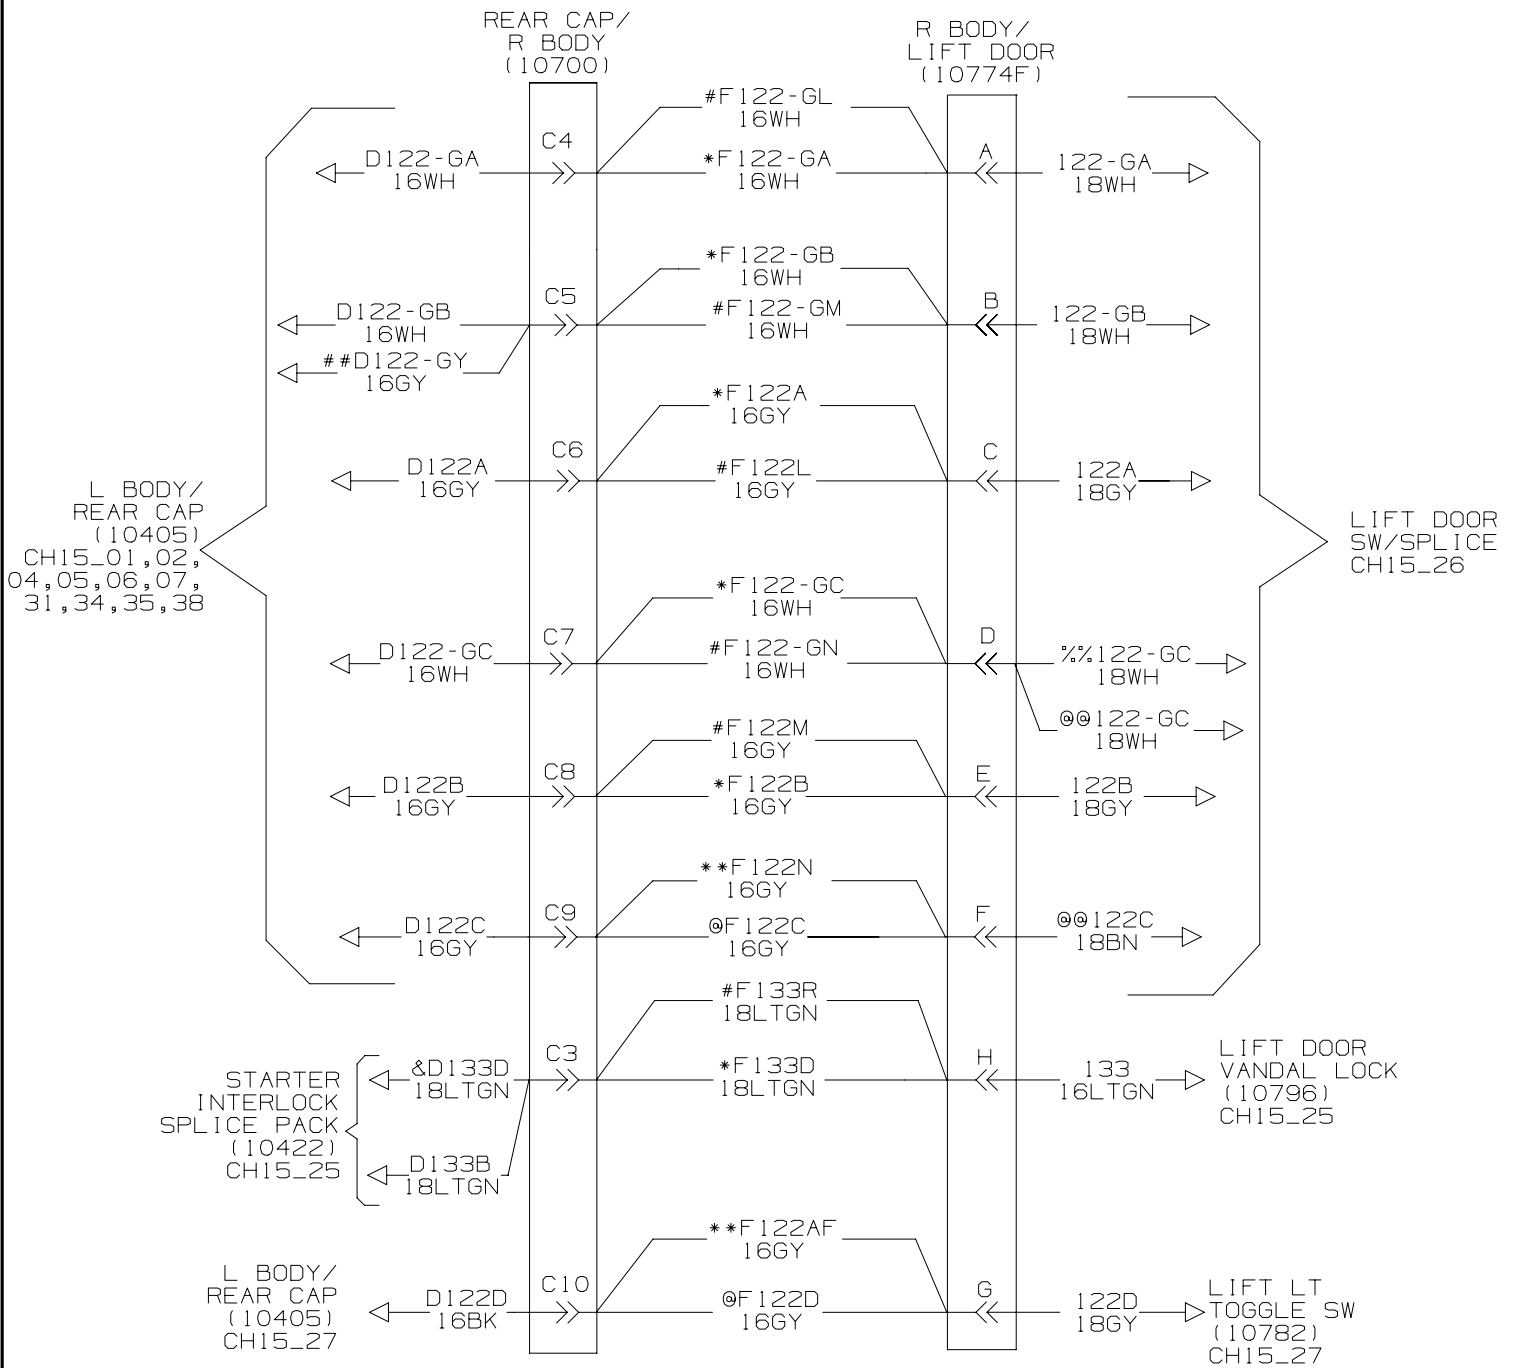 REAR CAP/
R BODY
(10700)
R BODY/
LIFT DOOR
(10774F)
#F122-GL
16WH
C4
A
D122-GA
16WH
*F122-GA
16WH
122-GA
18WH
*F122-GB
16WH
C5
B
D122-GB
16WH
#F122-GM
16WH
122-GB
18WH
##D122-GY
16GY
*F122A
16GY
C6
C
D122A
16GY
#F122L
16GY
122A
18GY
L BODY/
REAR CAP
(10405)
CH15_01,02,
04,05,06,07,
31,34,35,38
LIFT DOOR
SW/SPLICE
CH15_26
*F122-GC
16WH
C7
D
D122-GC
16WH
#F122-GN
16WH
%%122-GC
18WH
@@122-GC
18WH
#F122M
16GY
C8
E
D122B
16GY
*F122B
16GY
122B
18GY
**F122N
16GY
C9
F
D122C
16GY
@F122C
16GY
@@122C
18BN
#F133R
18LTGN
C3
H
STARTER
INTERLOCK
SPLICE PACK
(10422)
CH15_25
&D133D
18LTGN
*F133D
18LTGN
133
16LTGN
LIFT DOOR
VANDAL LOCK
(10796)
CH15_25
D133B
18LTGN
**F122AF
16GY
C10
G
L BODY/
REAR CAP
(10405)
CH15_27
D122D
16BK
@F122D
16GY
122D
18GY
LIFT LT
TOGGLE SW
(10782)
CH15_27